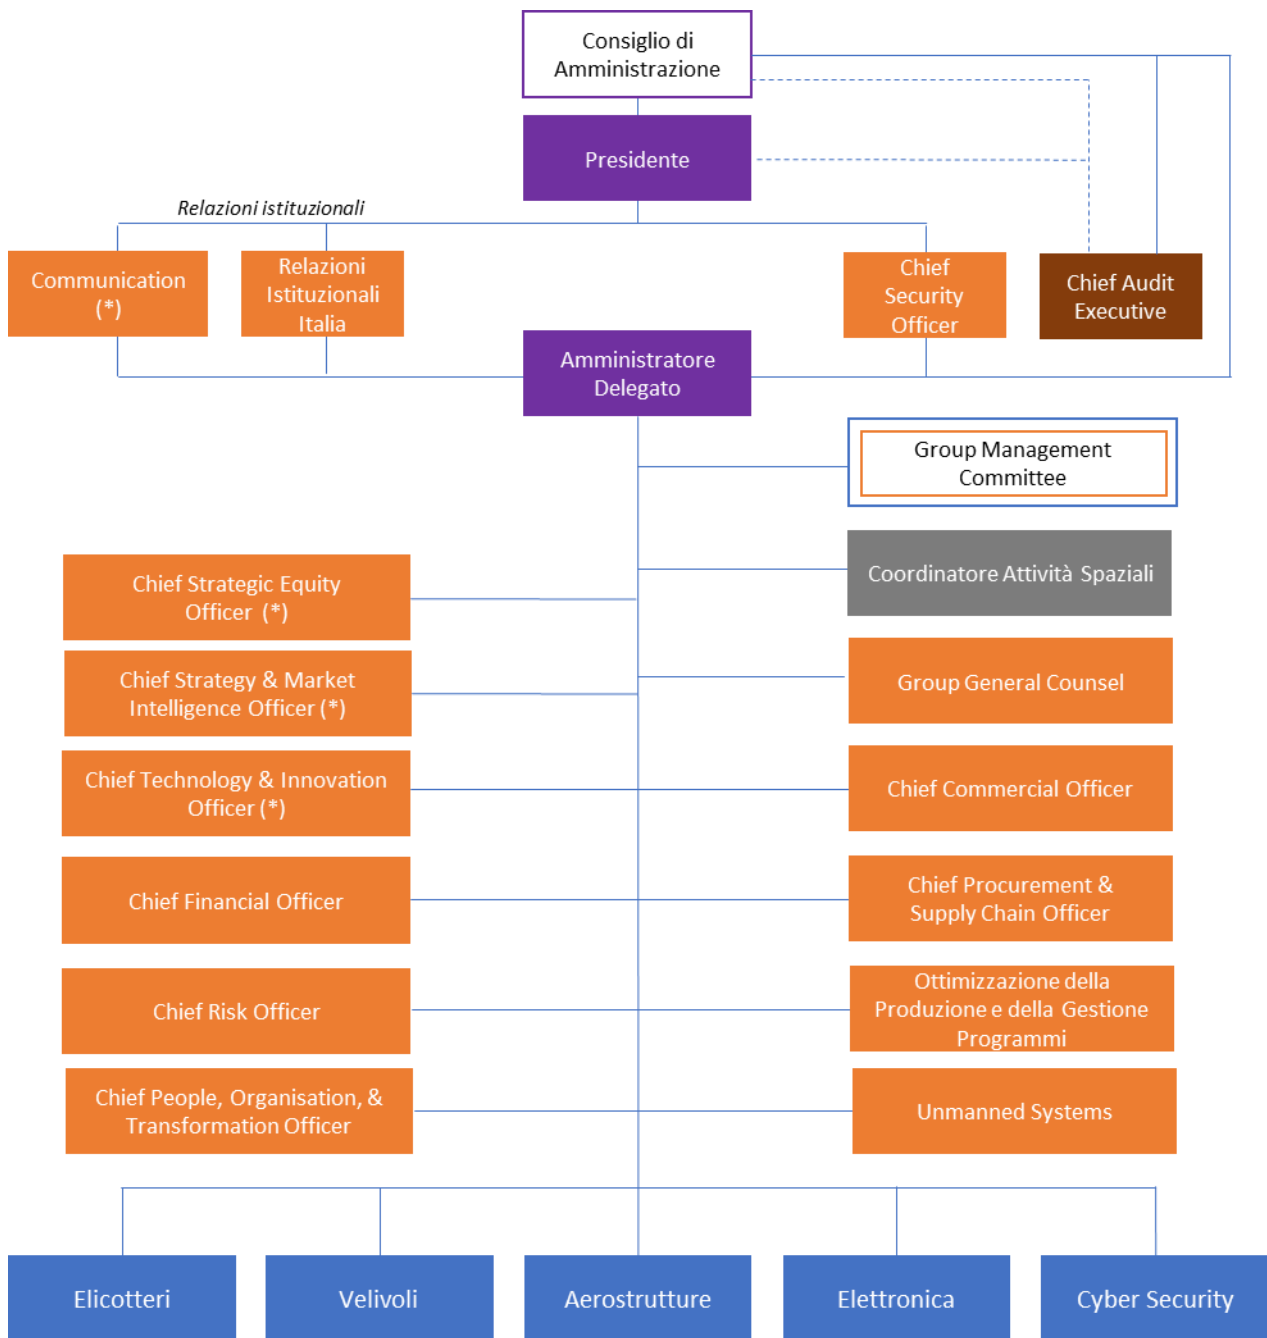 Consiglio di
Amministrazione
Presidente
Relazioni istituzionali
Communication
(*)
Relazioni
Istituzionali
Italia
Chief
Security
Officer
Chief Audit
Executive
Amministratore
Delegato
Group Management
Committee
Chief Strategic Equity
Officer (*)
Coordinatore Attività Spaziali
Chief Strategy & Market
Intelligence Officer (*)
Group General Counsel
Chief Technology & Innovation
Officer (*)
Chief Commercial Officer
Chief Financial Officer
Chief Procurement &
Supply Chain Officer
Chief Risk Officer
Ottimizzazione della
Produzione e della Gestione
Programmi
Chief People, Organisation, &
Transformation Officer
Unmanned Systems
Elicotteri
Velivoli
Aerostrutture
Elettronica
Cyber Security